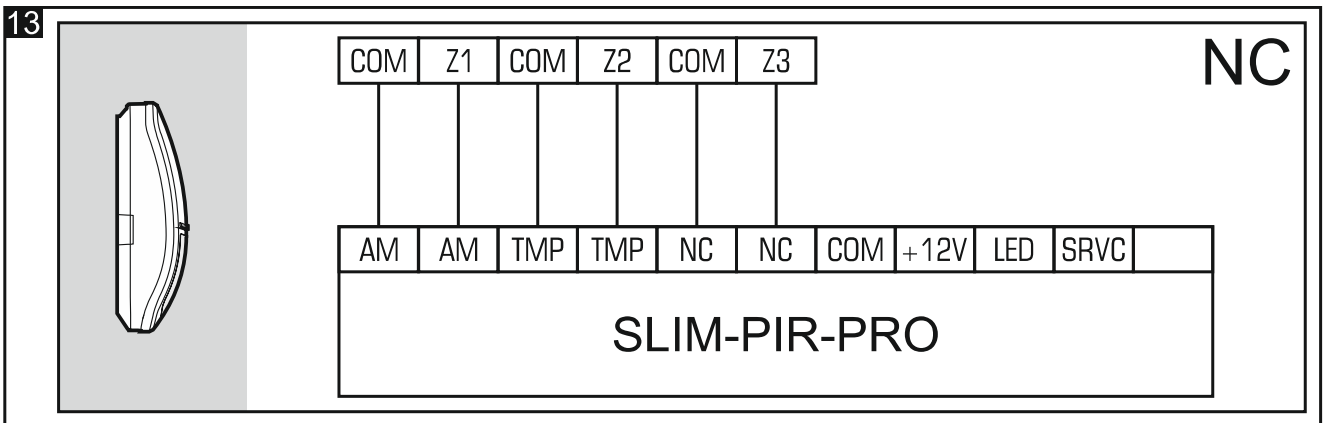 13
COM Z1 COM Z2 COM Z3 NC
AM AM TMP TMP NC NC COM +12V LED SRVC
SLIM-PIR-PRO